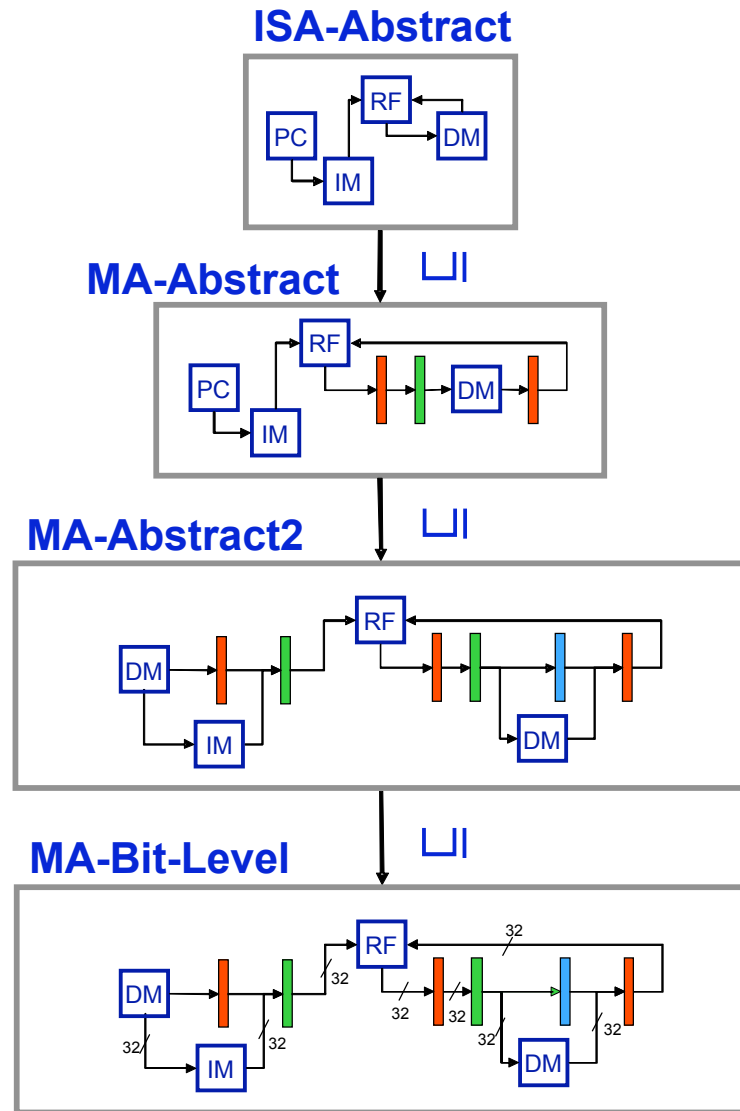 ISA-Abstract
RF
PC
DM
IM
MA-Abstract
RF
PC
DM
IM
MA-Abstract2
RF
DM
IM
DM
MA-Bit-Level
32
RF
32
DM
32
32
32
32
32
32
IM
DM